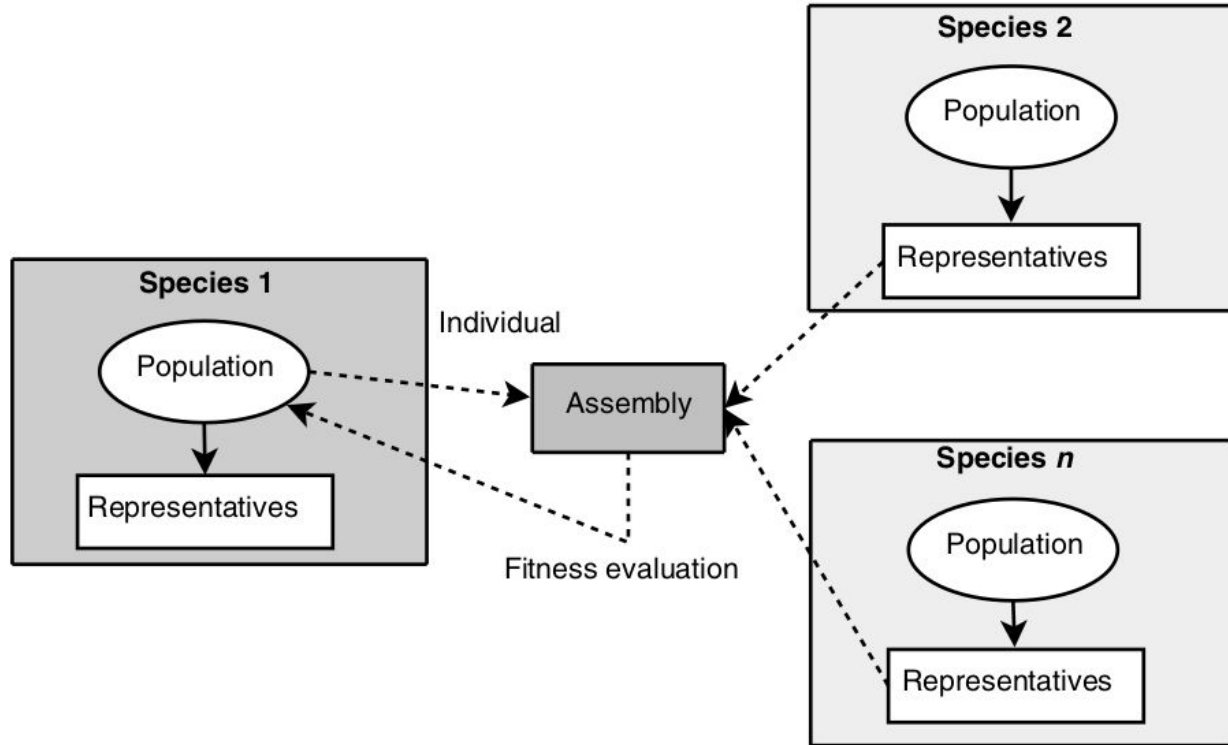 Species 2
Population
Representatives
Species 1
Individual
Population
Assembly
Representatives
Fitness evaluation
Species n
Population
Representatives